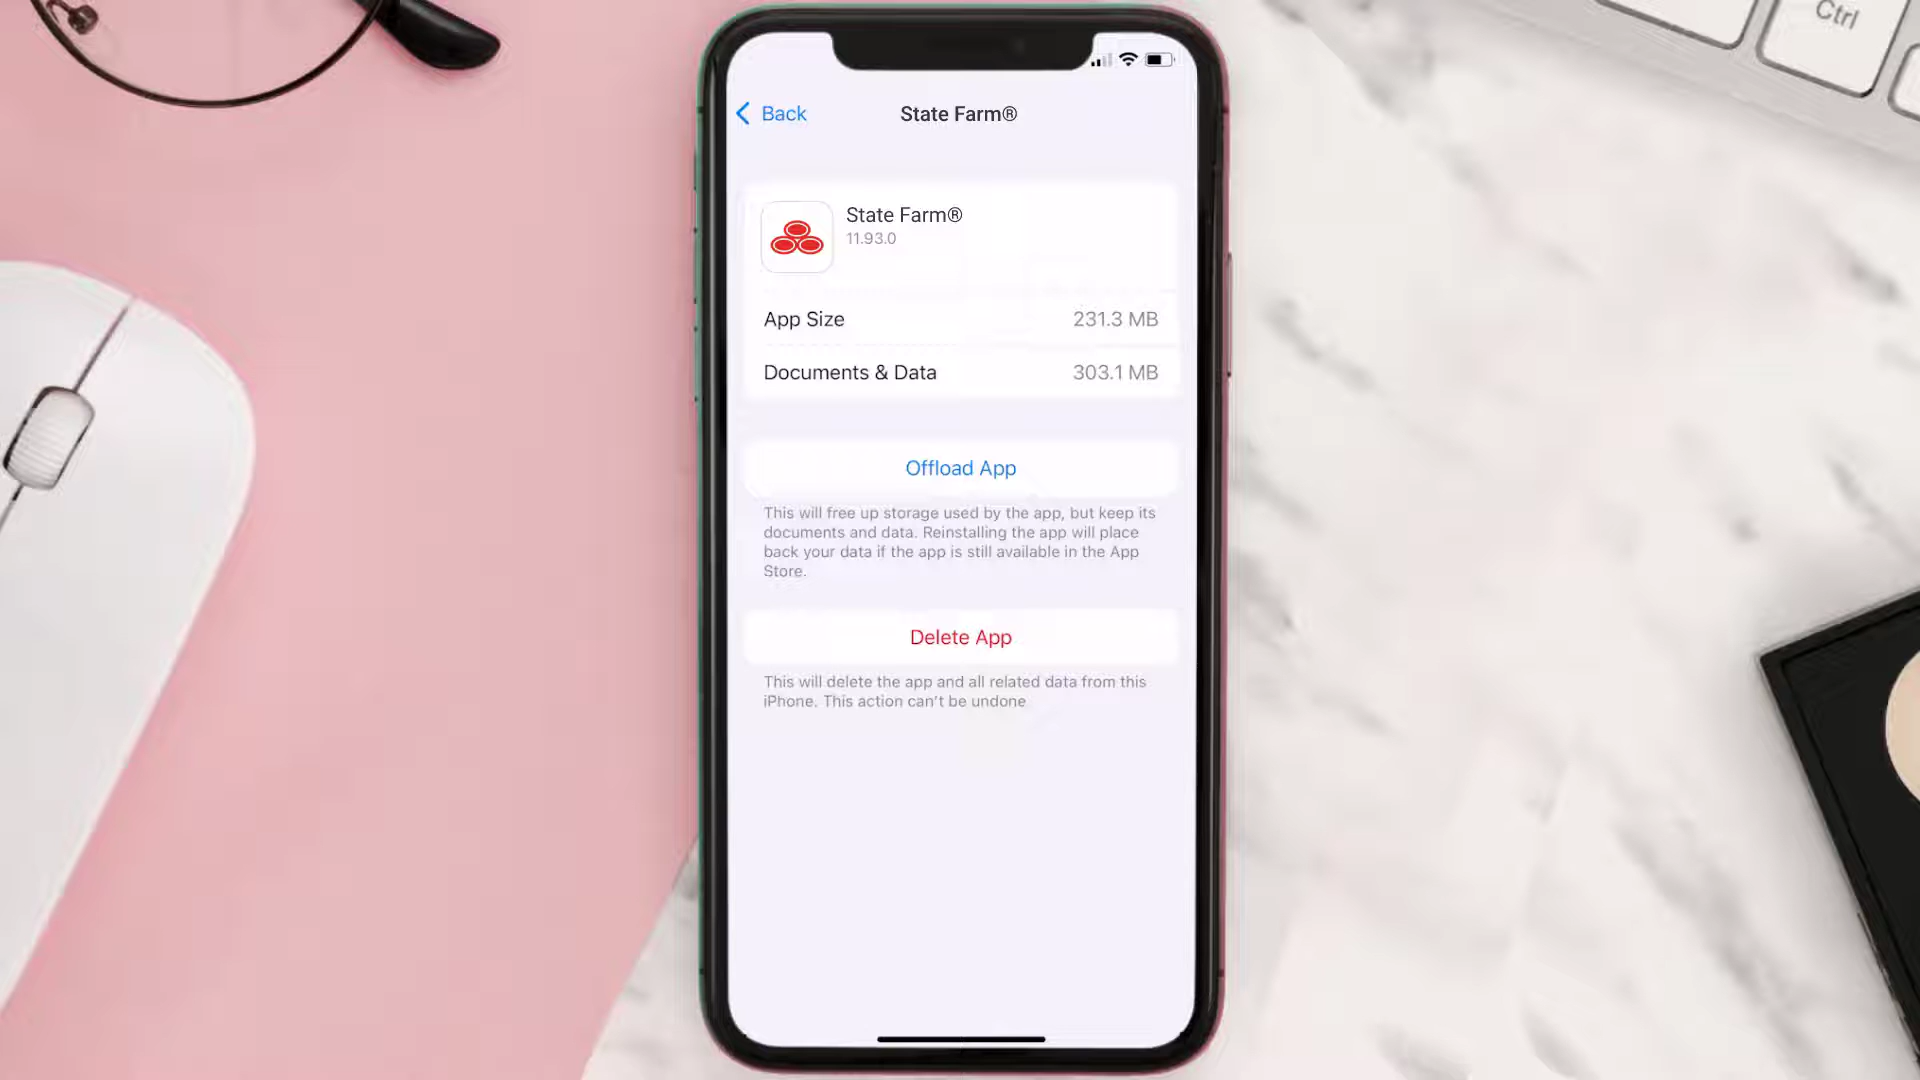 Ctrl
Back
State Farm®
State Farm®
11.93.0
App Size 231.3 MB
Documents & Data 303.1 MB
Offload App
This will free up storage used by the app, but keep its
documents and data. Reinstalling the app will place
back your data if the app is still available in the App
Store.
Delete App
This will delete the app and all related data from this
iPhone. This action can't be undone